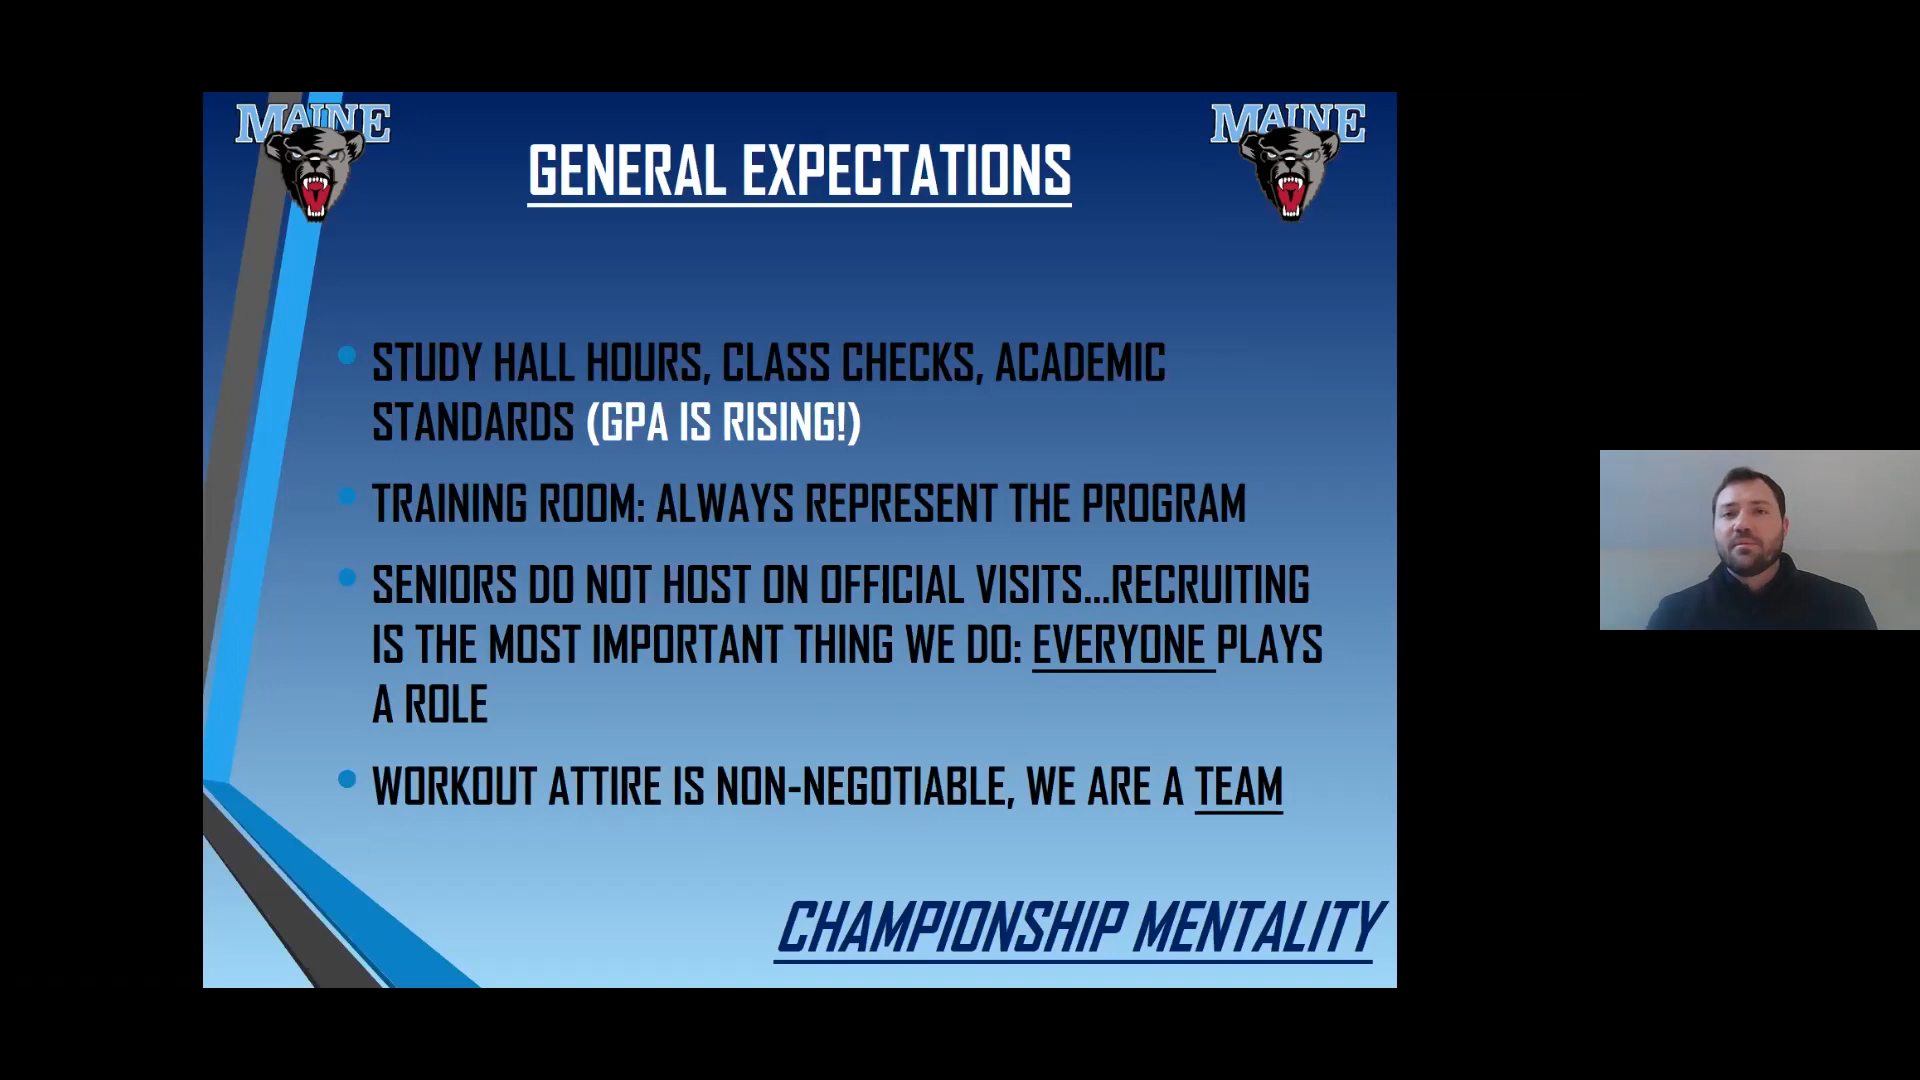 MAINE
MAINE
GENERAL EXPECTATIONS
STUDY HALL HOURS, CLASS CHECKS, ACADEMIC
STANDARDS (GPA IS RISING!)
TRAINING ROOM: ALWAYS REPRESENT THE PROGRAM
SENIORS DO NOT HOST ON OFFICIAL VISITS...RECRUITING
IS THE MOST IMPORTANT THING WE DO: EVERYONE PLAYS
A ROLE
WORKOUT ATTIRE IS NON-NEGOTIABLE, WE ARE A TEAM
CHAMPIONSHIP MENTALITY